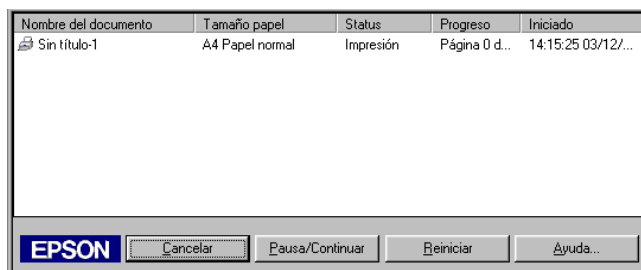 Nombre del documento Tamaño papel Status Progreso Iniciado
Sin título-1 A4 Papel normal Impresión Página 0 d... 14:15:25 03/12/...
EPSON Cancelar Pausa/Continuar Reiniciar Ayuda...